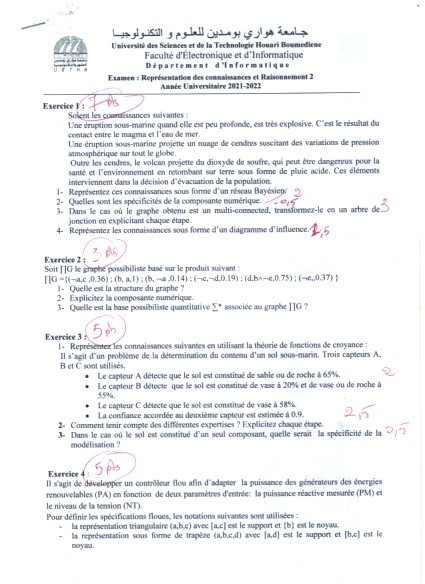 جامعة هواري بومدين للعلوم و التكنولوجيا
Université des Sciences et de la Technologie Houari Boumediene
Faculté d'Électronique et d'Informatique
Département d'Informatique
Examen : Représentation des connaissances et Raisonnement 2
Année Universitaire 2021-2022
U S T H B
Exercice 1 : 7 pts
Soient les connaissances suivantes :
Une éruption sous-marine quand elle est peu profonde, est très explosive. C'est le résultat du
contact entre le magma et l'eau de mer.
Une éruption sous-marine projette un nuage de cendres suscitant des variations de pression
atmosphérique sur tout le globe.
Outre les cendres, le volcan projette du dioxyde de soufre, qui peut être dangereux pour la
santé et l'environnement en retombant sur terre sous forme de pluie acide. Ces éléments
interviennent dans la décision d'évacuation de la population.
1- Représentez ces connaissances sous forme d'un réseau Bayésien. 2
2- Quelles sont les spécificités de la composante numérique. 0,5
3- Dans le cas où le graphe obtenu est un multi-connected, transformez-le en un arbre de 3
jonction en explicitant chaque étape.
4- Représentez les connaissances sous forme d'un diagramme d'influence 1,5
Exercice 2 : 3 pts
Soit ∏G le graphe possibiliste basé sur le produit suivant :
∏G ={(¬a,c ,0.36) ; (b, a,1) ; (b, ¬a ,0.14) ; (¬c,¬d,0.19) ; (d,b∧¬e,0.75) ; (¬e,,0.37) }
1- Quelle est la structure du graphe ?
2- Explicitez la composante numérique.
3- Quelle est la base possibiliste quantitative ∑* associée au graphe ∏G ?
Exercice 3 : 5 pts
1- Représentez les connaissances suivantes en utilisant la théorie de fonctions de croyance :
Il s'agit d'un problème de la détermination du contenu d'un sol sous-marin. Trois capteurs A,
B et C sont utilisés.
• Le capteur A détecte que le sol est constitué de sable ou de roche à 65%. 2
• Le capteur B détecte que le sol est constitué de vase à 20% et de vase ou de roche à
55%.
• Le capteur C détecte que le sol est constitué de vase à 58%.
• La confiance accordée au deuxième capteur est estimée à 0.9.
2- Comment tenir compte des différentes expertises ? Explicitez chaque étape. 2,5
3- Dans le cas où le sol est constitué d'un seul composant, quelle serait la spécificité de la 0,5
modélisation ?
Exercice 4 : 5 pts
Il s'agit de développer un contrôleur flou afin d'adapter la puissance des générateurs des énergies
renouvelables (PA) en fonction de deux paramètres d'entrée: la puissance réactive mesurée (PM) et
le niveau de la tension (NT).
Pour définir les spécifications floues, les notations suivantes sont utilisées :
- la représentation triangulaire (a,b,c) avec [a,c] est le support et {b} est le noyau.
- la représentation sous forme de trapèze (a,b,c,d) avec [a,d] est le support et [b,c] est le
noyau.